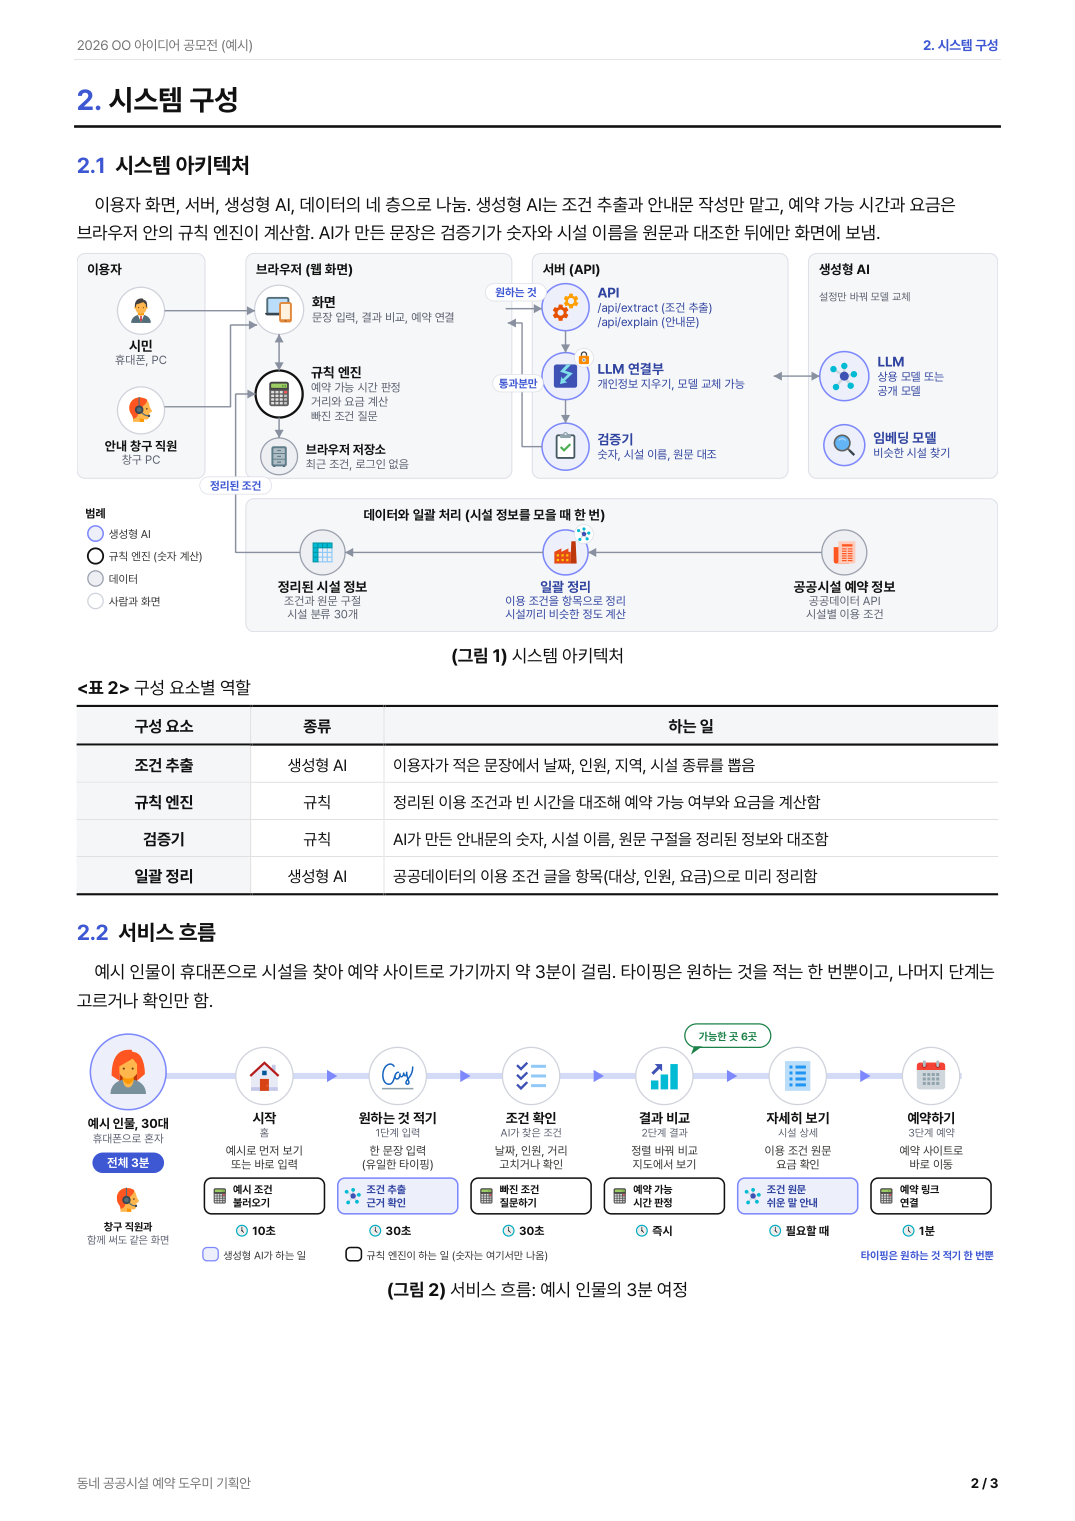 2026 OO 아이디어 공모전 (예시)
2. 시스템 구성
2. 시스템 구성
2.1 시스템 아키텍처
이용자 화면, 서버, 생성형 AI, 데이터의 네 층으로 나눔. 생성형 AI는 조건 추출과 안내문 작성만 맡고, 예약 가능 시간과 요금은
브라우저 안의 규칙 엔진이 계산함. AI가 만든 문장은 검증기가 숫자와 시설 이름을 원문과 대조한 뒤에만 화면에 보냄.
이용자
시민
휴대폰, PC
안내 창구 직원
창구 PC
브라우저 (웹 화면)
화면
문장 입력, 결과 비교, 예약 연결
규칙 엔진
예약 가능 시간 판정
거리와 요금 계산
빠진 조건 질문
브라우저 저장소
최근 조건, 로그인 없음
원하는 것
통과분만
정리된 조건
서버 (API)
API
/api/extract (조건 추출)
/api/explain (안내문)
LLM 연결부
개인정보 지우기, 모델 교체 가능
검증기
숫자, 시설 이름, 원문 대조
생성형 AI
설정만 바꿔 모델 교체
LLM
상용 모델 또는
공개 모델
임베딩 모델
비슷한 시설 찾기
범례
생성형 AI
규칙 엔진 (숫자 계산)
데이터
사람과 화면
데이터와 일괄 처리 (시설 정보를 모을 때 한 번)
정리된 시설 정보
조건과 원문 구절
시설 분류 30개
일괄 정리
이용 조건을 항목으로 정리
시설끼리 비슷한 정도 계산
공공시설 예약 정보
공공데이터 API
시설별 이용 조건
(그림 1) 시스템 아키텍처
<표 2> 구성 요소별 역할
구성 요소 종류 하는 일
조건 추출 생성형 AI 이용자가 적은 문장에서 날짜, 인원, 지역, 시설 종류를 뽑음
규칙 엔진 규칙 정리된 이용 조건과 빈 시간을 대조해 예약 가능 여부와 요금을 계산함
검증기 규칙 AI가 만든 안내문의 숫자, 시설 이름, 원문 구절을 정리된 정보와 대조함
일괄 정리 생성형 AI 공공데이터의 이용 조건 글을 항목(대상, 인원, 요금)으로 미리 정리함
2.2 서비스 흐름
예시 인물이 휴대폰으로 시설을 찾아 예약 사이트로 가기까지 약 3분이 걸림. 타이핑은 원하는 것을 적는 한 번뿐이고, 나머지 단계는
고르거나 확인만 함.
예시 인물, 30대
휴대폰으로 혼자
전체 3분
창구 직원과
함께 써도 같은 화면
시작
홈
예시로 먼저 보기
또는 바로 입력
예시 조건
불러오기
10초
원하는 것 적기
1단계 입력
한 문장 입력
(유일한 타이핑)
조건 추출
근거 확인
30초
조건 확인
AI가 찾은 조건
날짜, 인원, 거리
고치거나 확인
빠진 조건
질문하기
30초
가능한 곳 6곳
결과 비교
2단계 결과
정렬 바꿔 비교
지도에서 보기
예약 가능
시간 판정
즉시
자세히 보기
시설 상세
이용 조건 원문
요금 확인
조건 원문
쉬운 말 안내
필요할 때
예약하기
3단계 예약
예약 사이트로
바로 이동
예약 링크
연결
1분
생성형 AI가 하는 일
규칙 엔진이 하는 일 (숫자는 여기서만 나옴)
타이핑은 원하는 것 적기 한 번뿐
(그림 2) 서비스 흐름: 예시 인물의 3분 여정
동네 공공시설 예약 도우미 기획안
2 / 3